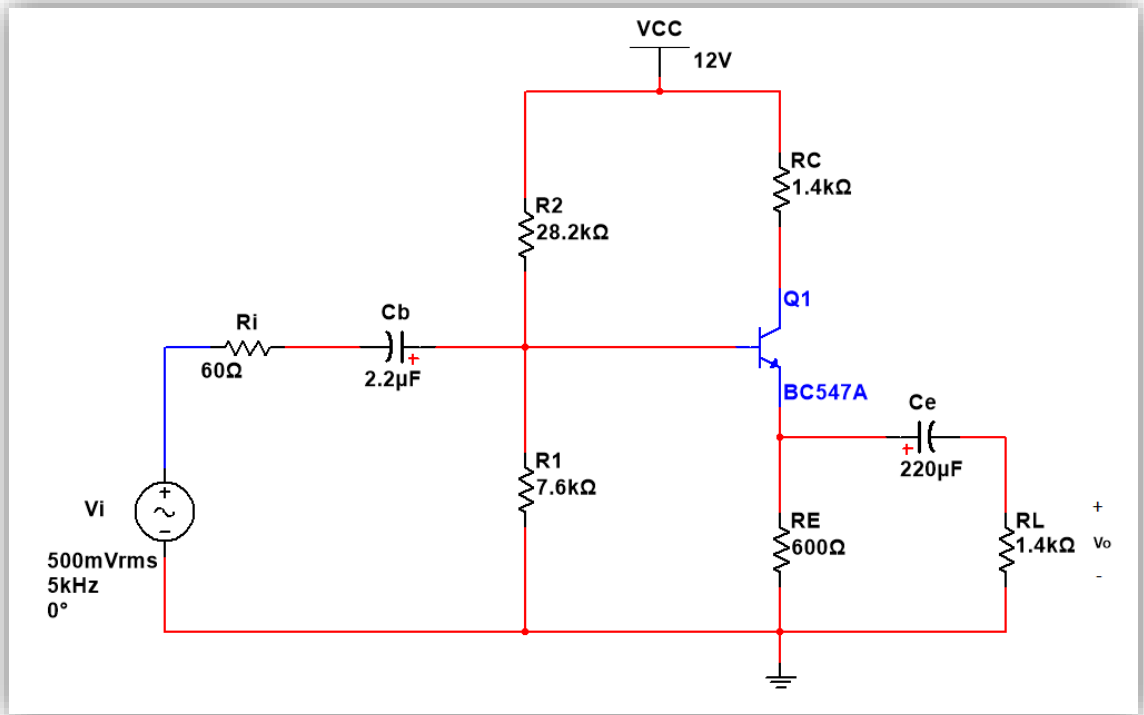 VCC
12V
RC
1.4kΩ
R2
28.2kΩ
Q1
Ri
60Ω
Cb
+
2.2µF
BC547A
Ce
+
220µF
R1
7.6kΩ
Vi
+
−
500mVrms
5kHz
0°
RE
600Ω
RL
1.4kΩ
+
Vo
-